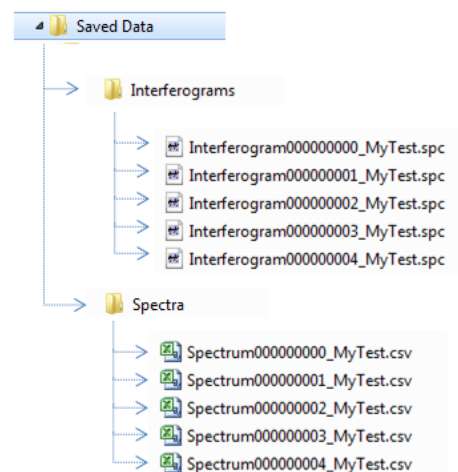 Saved Data
Interferograms
Interferogram000000000_MyTest.spc
Interferogram000000001_MyTest.spc
Interferogram000000002_MyTest.spc
Interferogram000000003_MyTest.spc
Interferogram000000004_MyTest.spc
Spectra
Spectrum000000000_MyTest.csv
Spectrum000000001_MyTest.csv
Spectrum000000002_MyTest.csv
Spectrum000000003_MyTest.csv
Spectrum000000004_MyTest.csv